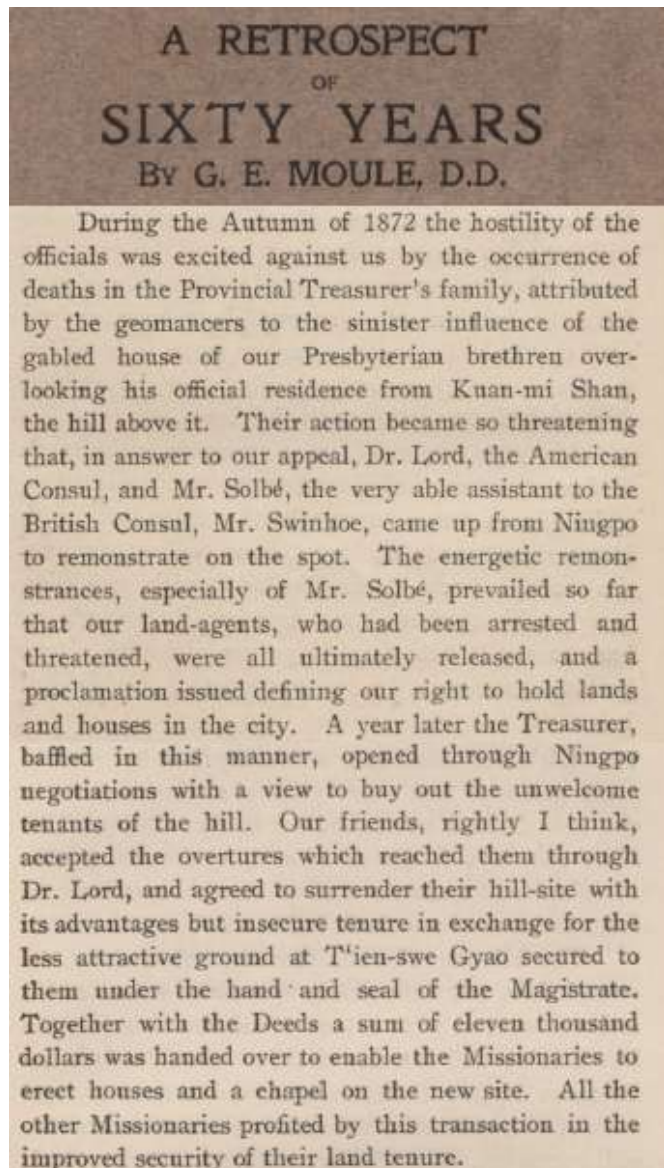 A RETROSPECT
OF
SIXTY YEARS
BY G. E. MOULE, D.D.
During the Autumn of 1872 the hostility of the
officials was excited against us by the occurrence of
deaths in the Provincial Treasurer's family, attributed
by the geomancers to the sinister influence of the
gabled house of our Presbyterian brethren over-
looking his official residence from Kuan-mi Shan,
the hill above it. Their action became so threatening
that, in answer to our appeal, Dr. Lord, the American
Consul, and Mr. Solbé, the very able assistant to the
British Consul, Mr. Swinhoe, came up from Ningpo
to remonstrate on the spot. The energetic remon-
strances, especially of Mr. Solbé, prevailed so far
that our land-agents, who had been arrested and
threatened, were all ultimately released, and a
proclamation issued defining our right to hold lands
and houses in the city. A year later the Treasurer,
baffled in this manner, opened through Ningpo
negotiations with a view to buy out the unwelcome
tenants of the hill. Our friends, rightly I think,
accepted the overtures which reached them through
Dr. Lord, and agreed to surrender their hill-site with
its advantages but insecure tenure in exchange for the
less attractive ground at T‘ien-swe Gyao secured to
them under the hand and seal of the Magistrate.
Together with the Deeds a sum of eleven thousand
dollars was handed over to enable the Missionaries to
erect houses and a chapel on the new site. All the
other Missionaries profited by this transaction in the
improved security of their land tenure.